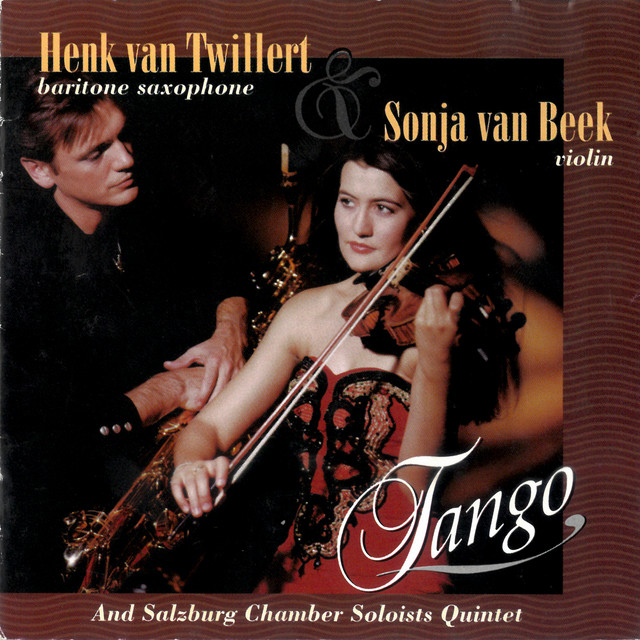 Henk van Twillert
baritone saxophone
&
Sonja van Beek
violin
Tango
And Salzburg Chamber Soloists Quintet